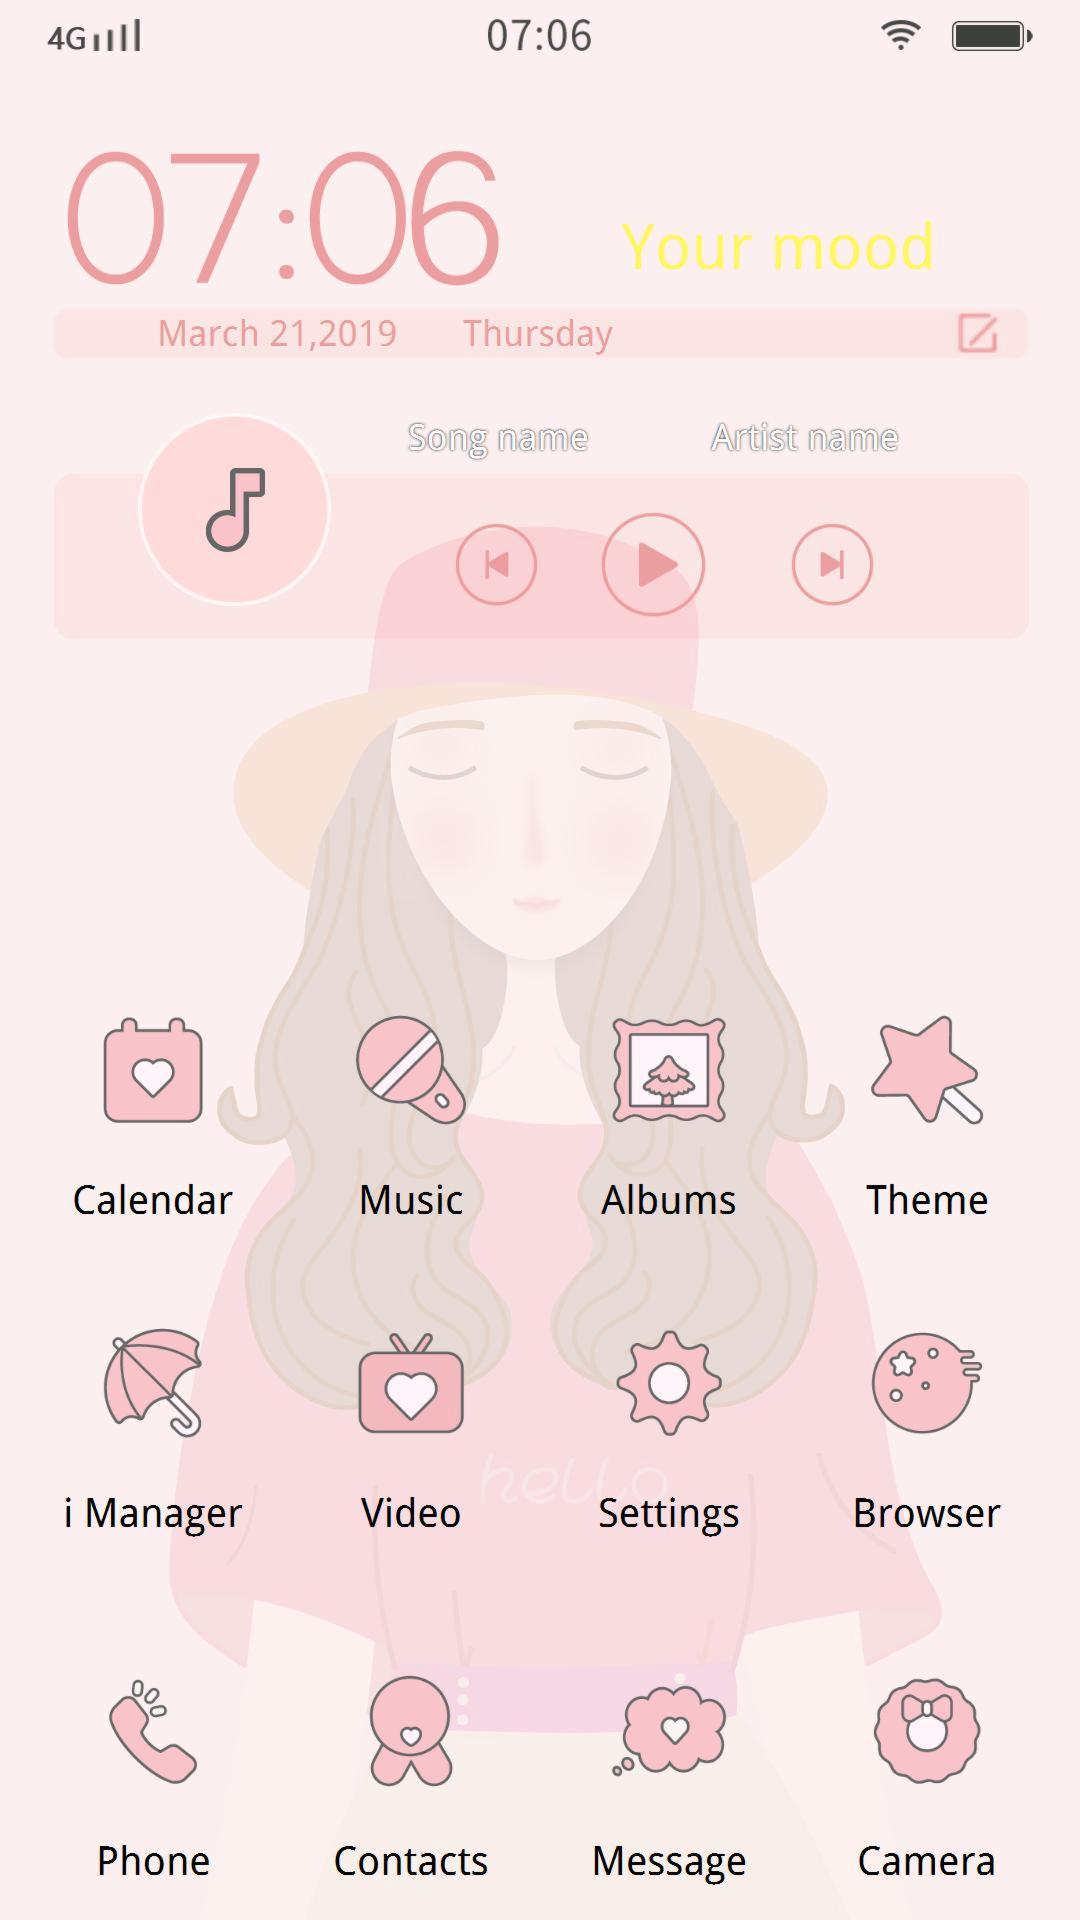 4G 07:06
07:06
Your mood
March 21,2019 Thursday
Song name Artist name
Calendar Music Albums Theme
hello
i Manager Video Settings Browser
Phone Contacts Message Camera